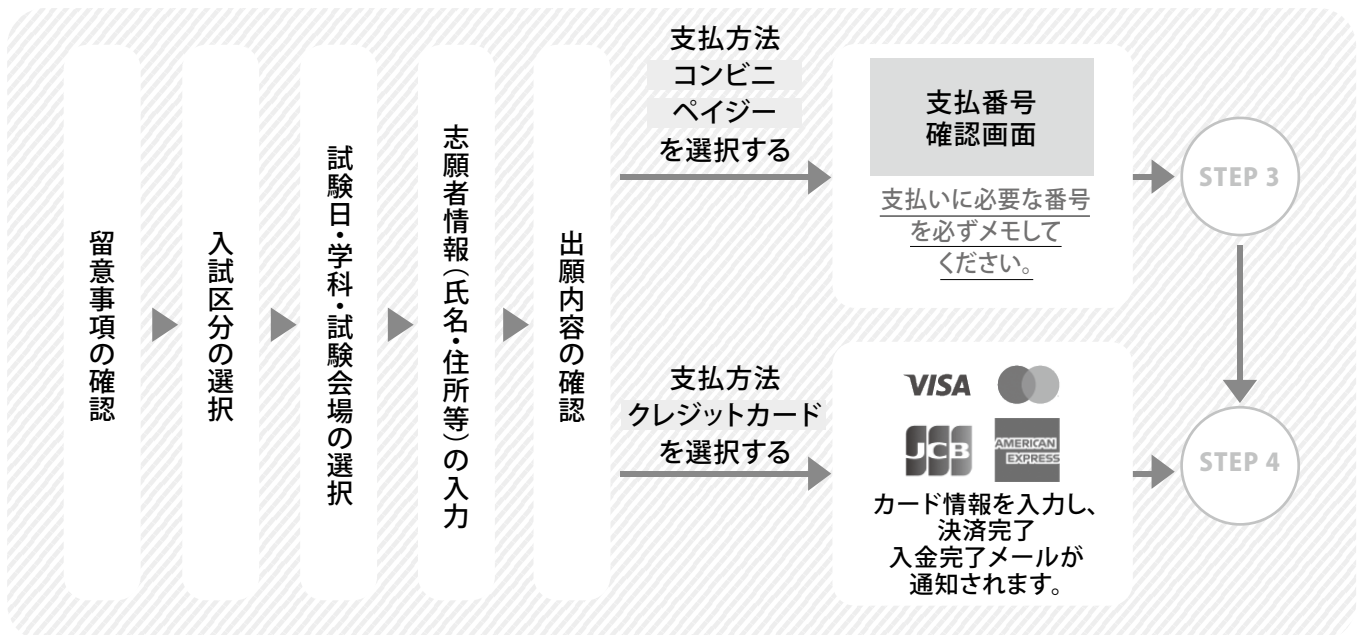 留意事項の確認
入試区分の選択
試験日・学科・試験会場の選択
志願者情報(氏名・住所等)の入力
出願内容の確認
支払方法
コンビニ
ペイジー
を選択する
支払番号
確認画面
支払いに必要な番号
を必ずメモして
ください。
STEP 3
支払方法
クレジットカード
を選択する
VISA
JCB
AMERICAN
EXPRESS
カード情報を入力し、
決済完了
入金完了メールが
通知されます。
STEP 4